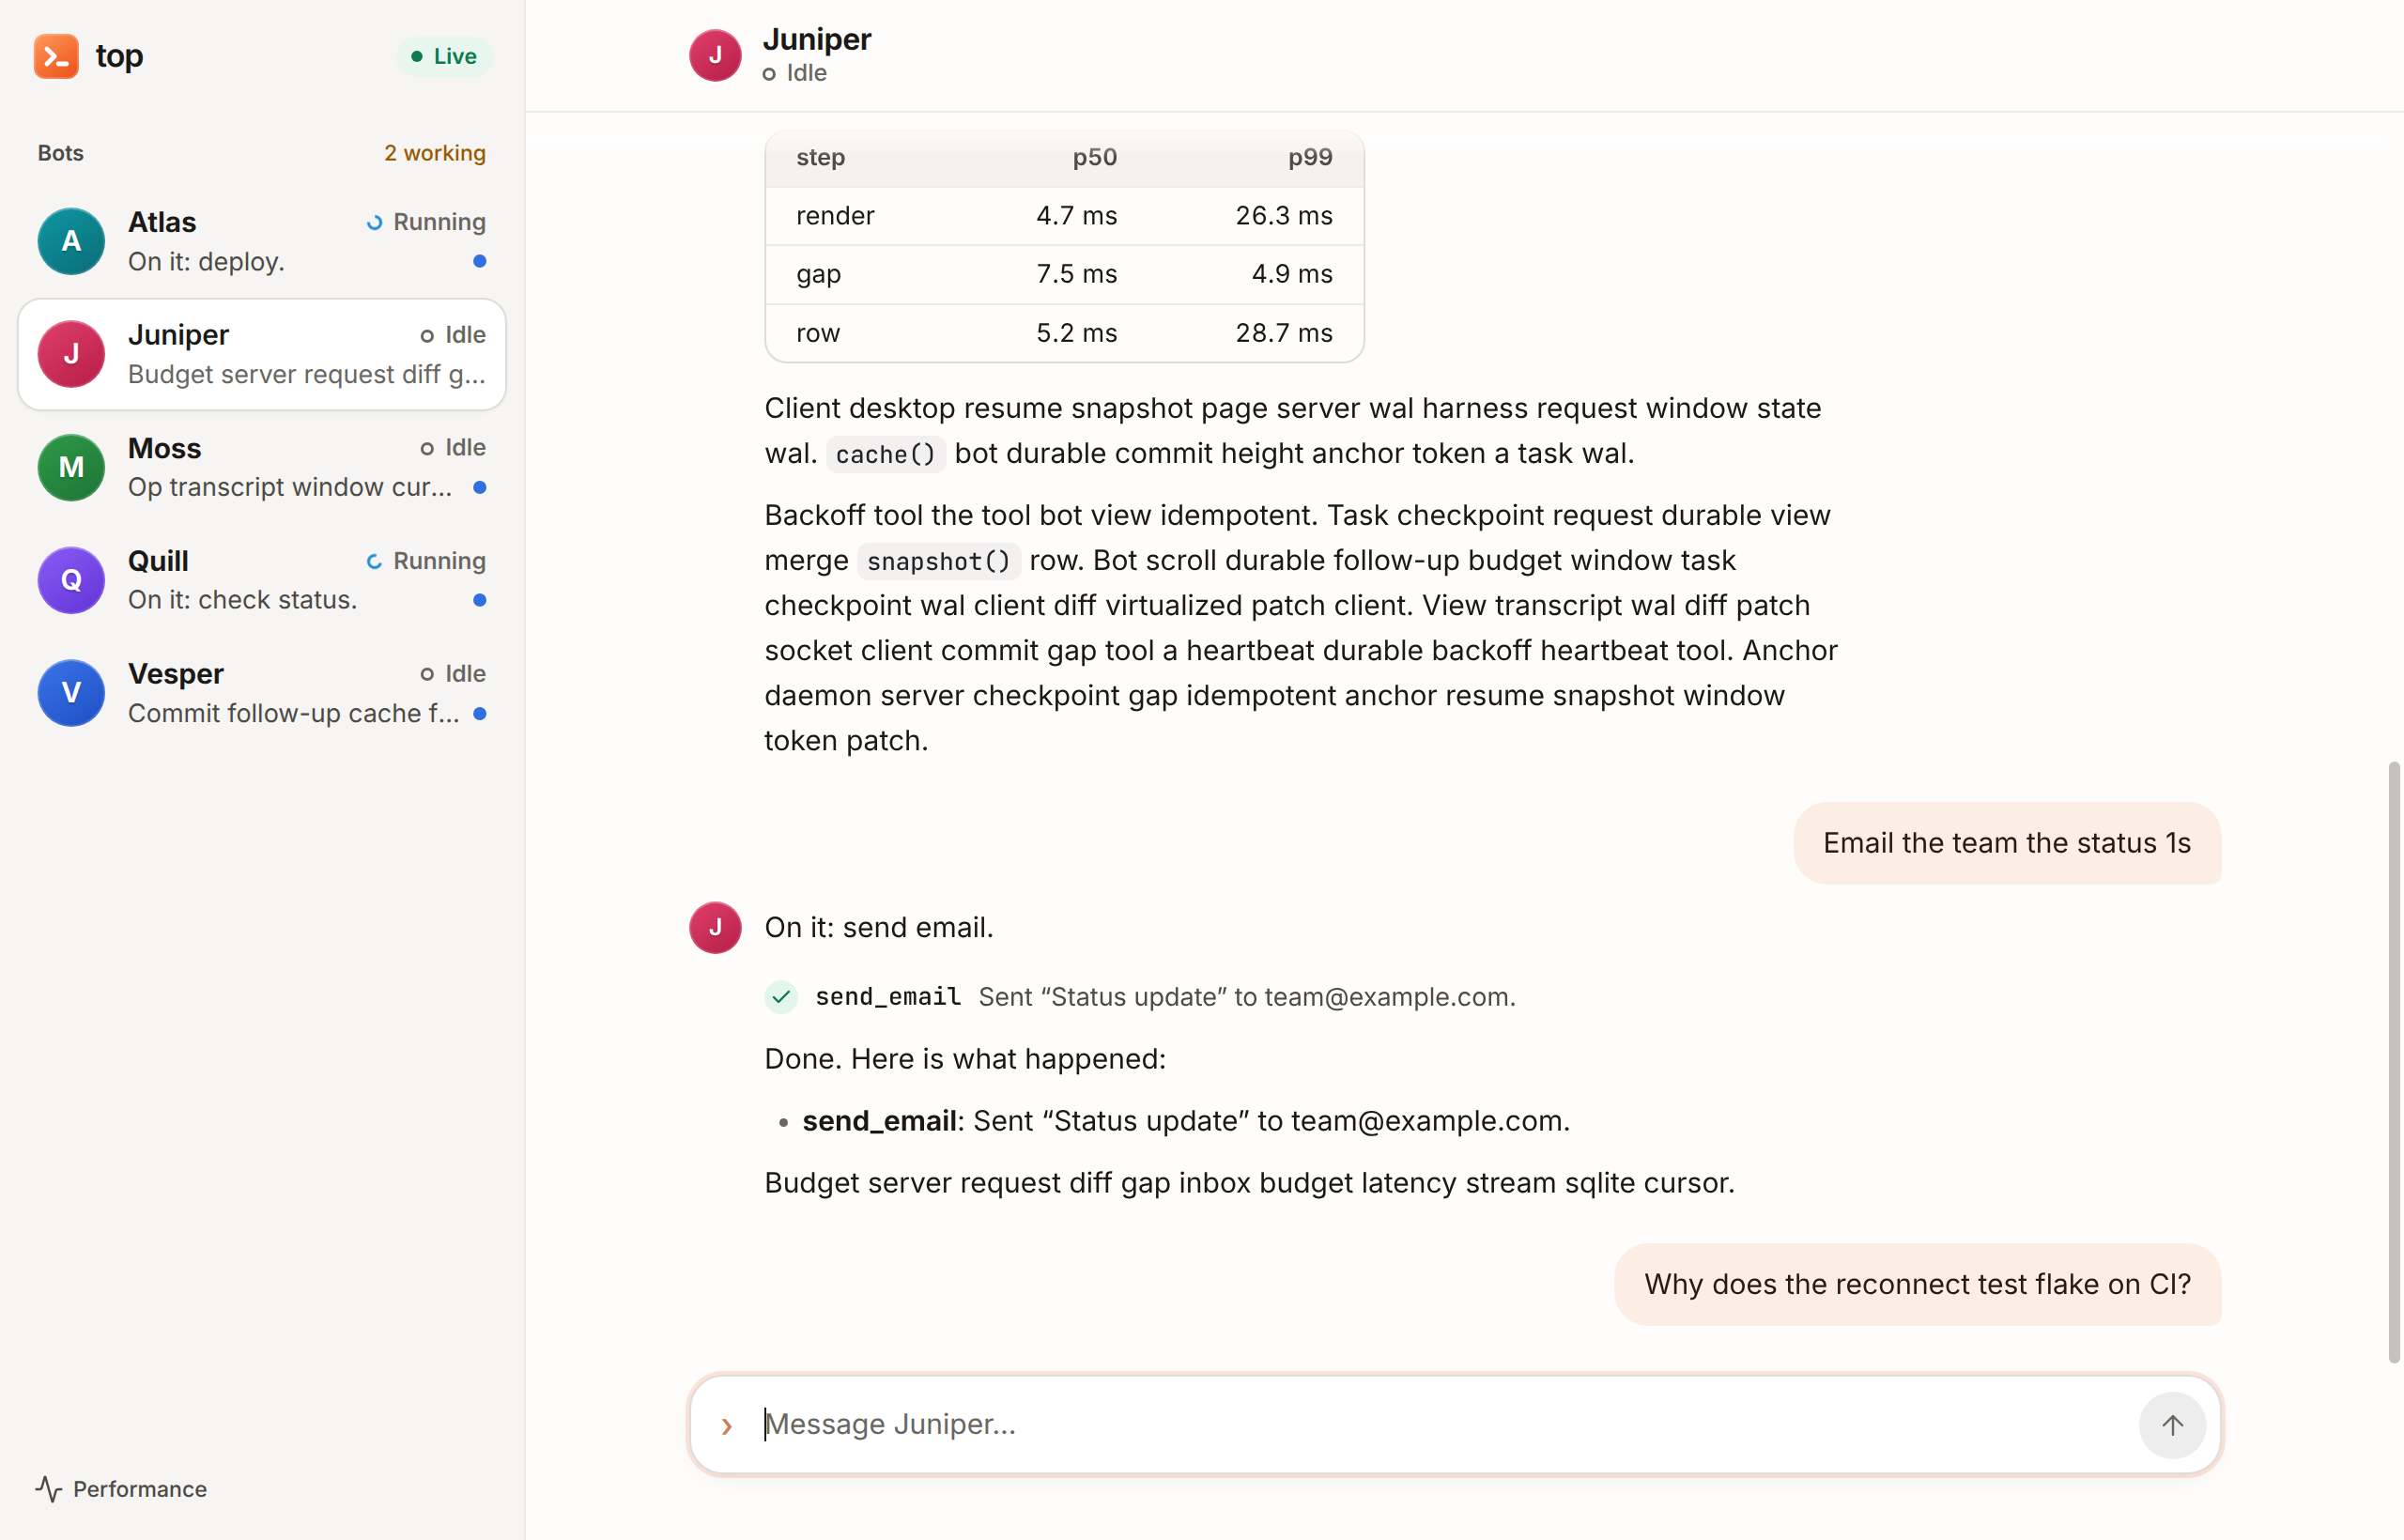 top
Live
Bots
2 working
A
Atlas
Running
On it: deploy.
J
Juniper
Idle
Budget server request diff g...
M
Moss
Idle
Op transcript window cur...
Q
Quill
Running
On it: check status.
V
Vesper
Idle
Commit follow-up cache f...
Performance
J
Juniper
Idle
step p50 p99
render 4.7 ms 26.3 ms
gap 7.5 ms 4.9 ms
row 5.2 ms 28.7 ms
Client desktop resume snapshot page server wal harness request window state
wal. cache() bot durable commit height anchor token a task wal.
Backoff tool the tool bot view idempotent. Task checkpoint request durable view
merge snapshot() row. Bot scroll durable follow-up budget window task
checkpoint wal client diff virtualized patch client. View transcript wal diff patch
socket client commit gap tool a heartbeat durable backoff heartbeat tool. Anchor
daemon server checkpoint gap idempotent anchor resume snapshot window
token patch.
Email the team the status 1s
J
On it: send email.
send_email Sent “Status update” to team@example.com.
Done. Here is what happened:
• send_email: Sent “Status update” to team@example.com.
Budget server request diff gap inbox budget latency stream sqlite cursor.
Why does the reconnect test flake on CI?
› Message Juniper...